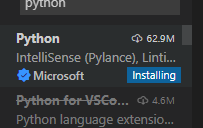 python
Python 62.9M
IntelliSense (Pylance), Linti...
Microsoft Installing
Python for VSCo... 4.6M
Python language extensio...